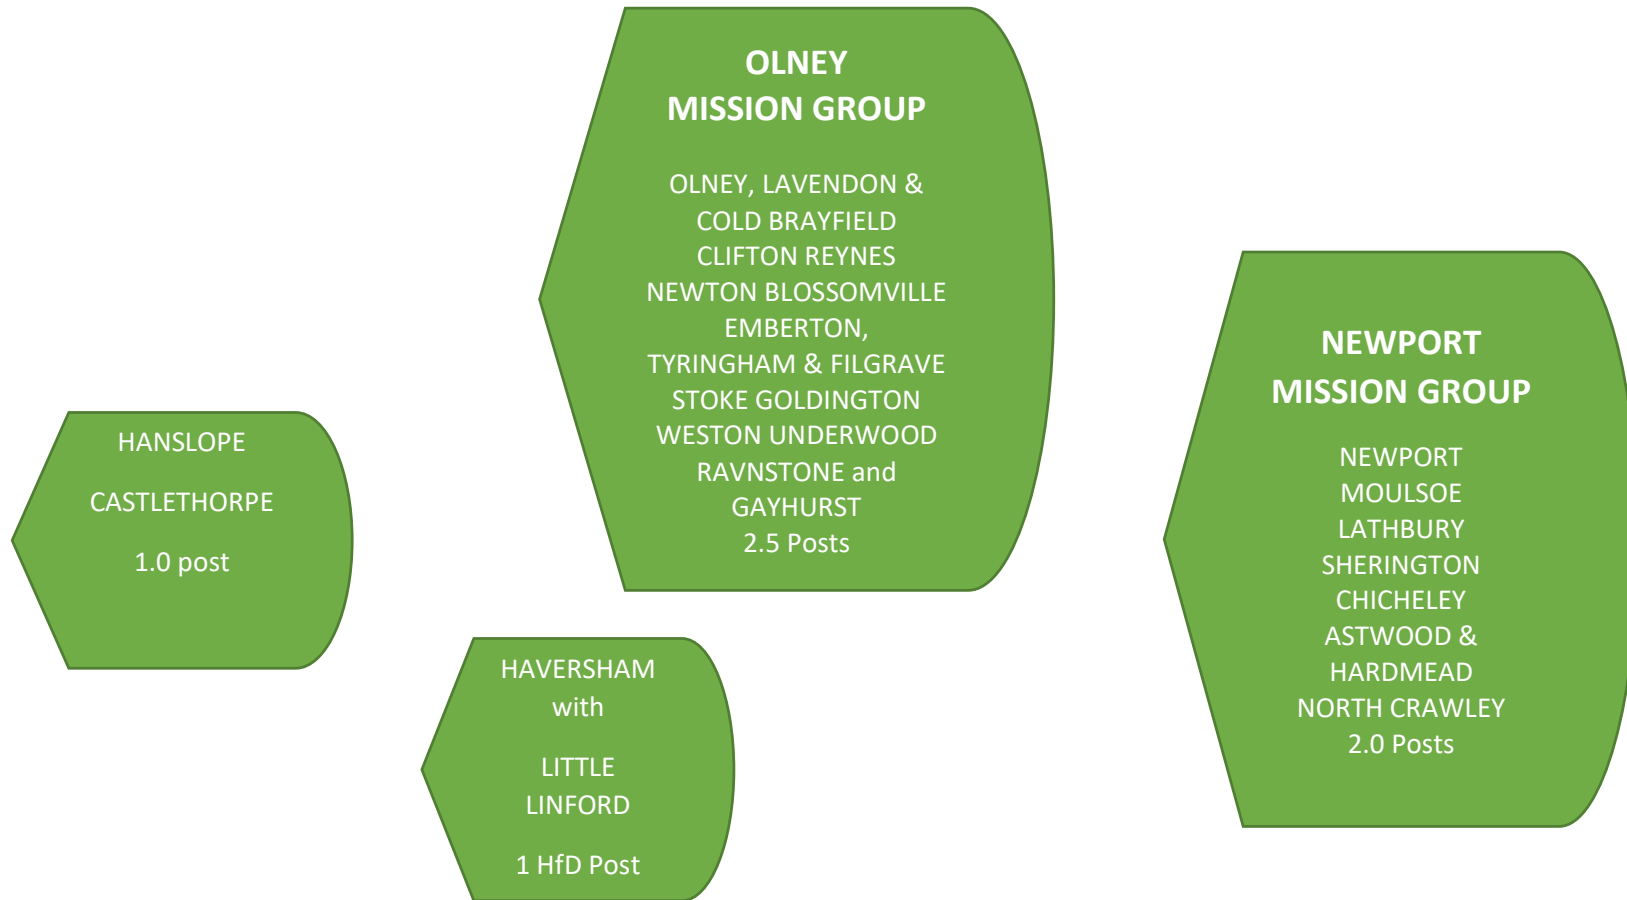 OLNEY
MISSION GROUP
OLNEY, LAVENDON &
COLD BRAYFIELD
CLIFTON REYNES
NEWTON BLOSSOMVILLE
EMBERTON,
TYRINGHAM & FILGRAVE
STOKE GOLDINGTON
WESTON UNDERWOOD
RAVNSTONE and
GAYHURST
2.5 Posts
NEWPORT
MISSION GROUP
NEWPORT
MOULSOE
LATHBURY
SHERINGTON
CHICHELEY
ASTWOOD &
HARDMEAD
NORTH CRAWLEY
2.0 Posts
HANSLOPE
CASTLETHORPE
1.0 post
HAVERSHAM
with
LITTLE
LINFORD
1 HfD Post